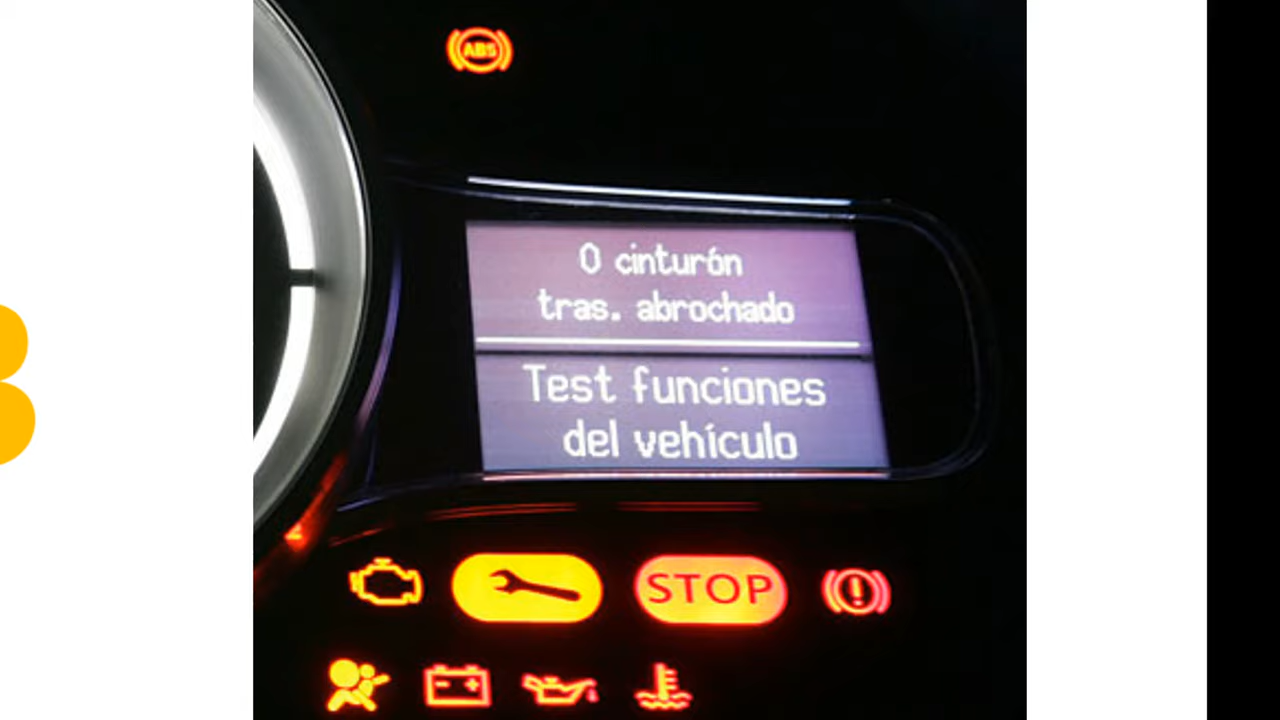 ABS
0 cinturón
tras. abrochado
Test funciones
del vehículo
STOP